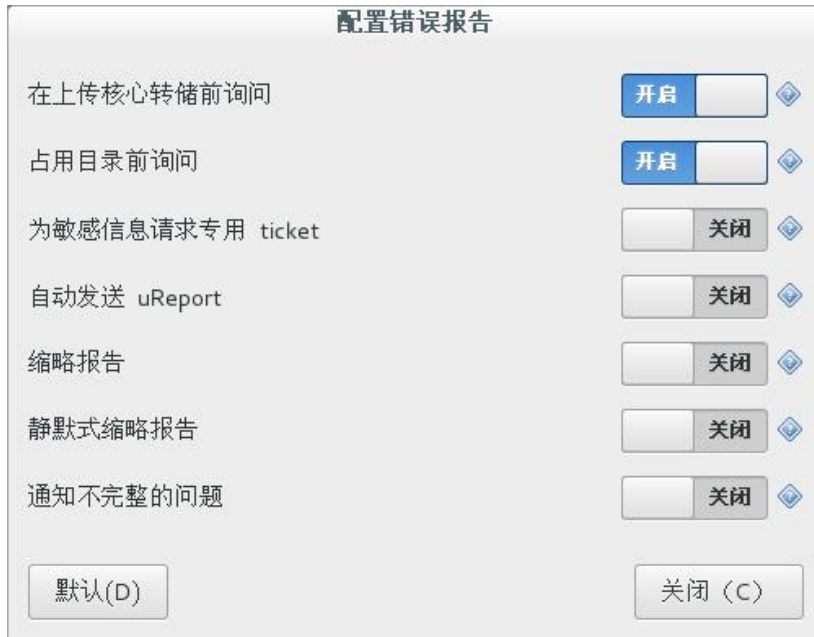 配置错误报告
在上传核心转储前询问 开启
占用目录前询问 开启
为敏感信息请求专用 ticket 关闭
自动发送 uReport 关闭
缩略报告 关闭
静默式缩略报告 关闭
通知不完整的问题 关闭
默认(D) 关闭（C）